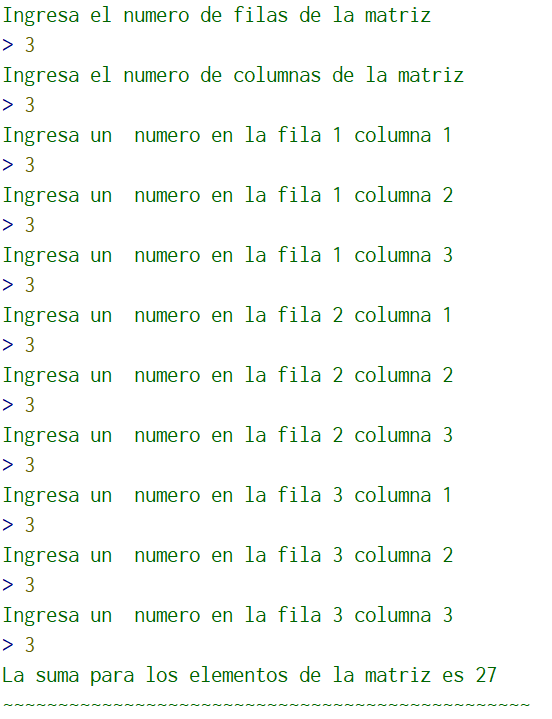 Ingresa el numero de filas de la matriz
> 3
Ingresa el numero de columnas de la matriz
> 3
Ingresa un  numero en la fila 1 columna 1
> 3
Ingresa un  numero en la fila 1 columna 2
> 3
Ingresa un  numero en la fila 1 columna 3
> 3
Ingresa un  numero en la fila 2 columna 1
> 3
Ingresa un  numero en la fila 2 columna 2
> 3
Ingresa un  numero en la fila 2 columna 3
> 3
Ingresa un  numero en la fila 3 columna 1
> 3
Ingresa un  numero en la fila 3 columna 2
> 3
Ingresa un  numero en la fila 3 columna 3
> 3
La suma para los elementos de la matriz es 27
~~~~~~~~~~~~~~~~~~~~~~~~~~~~~~~~~~~~~~~~~~~~~~~~